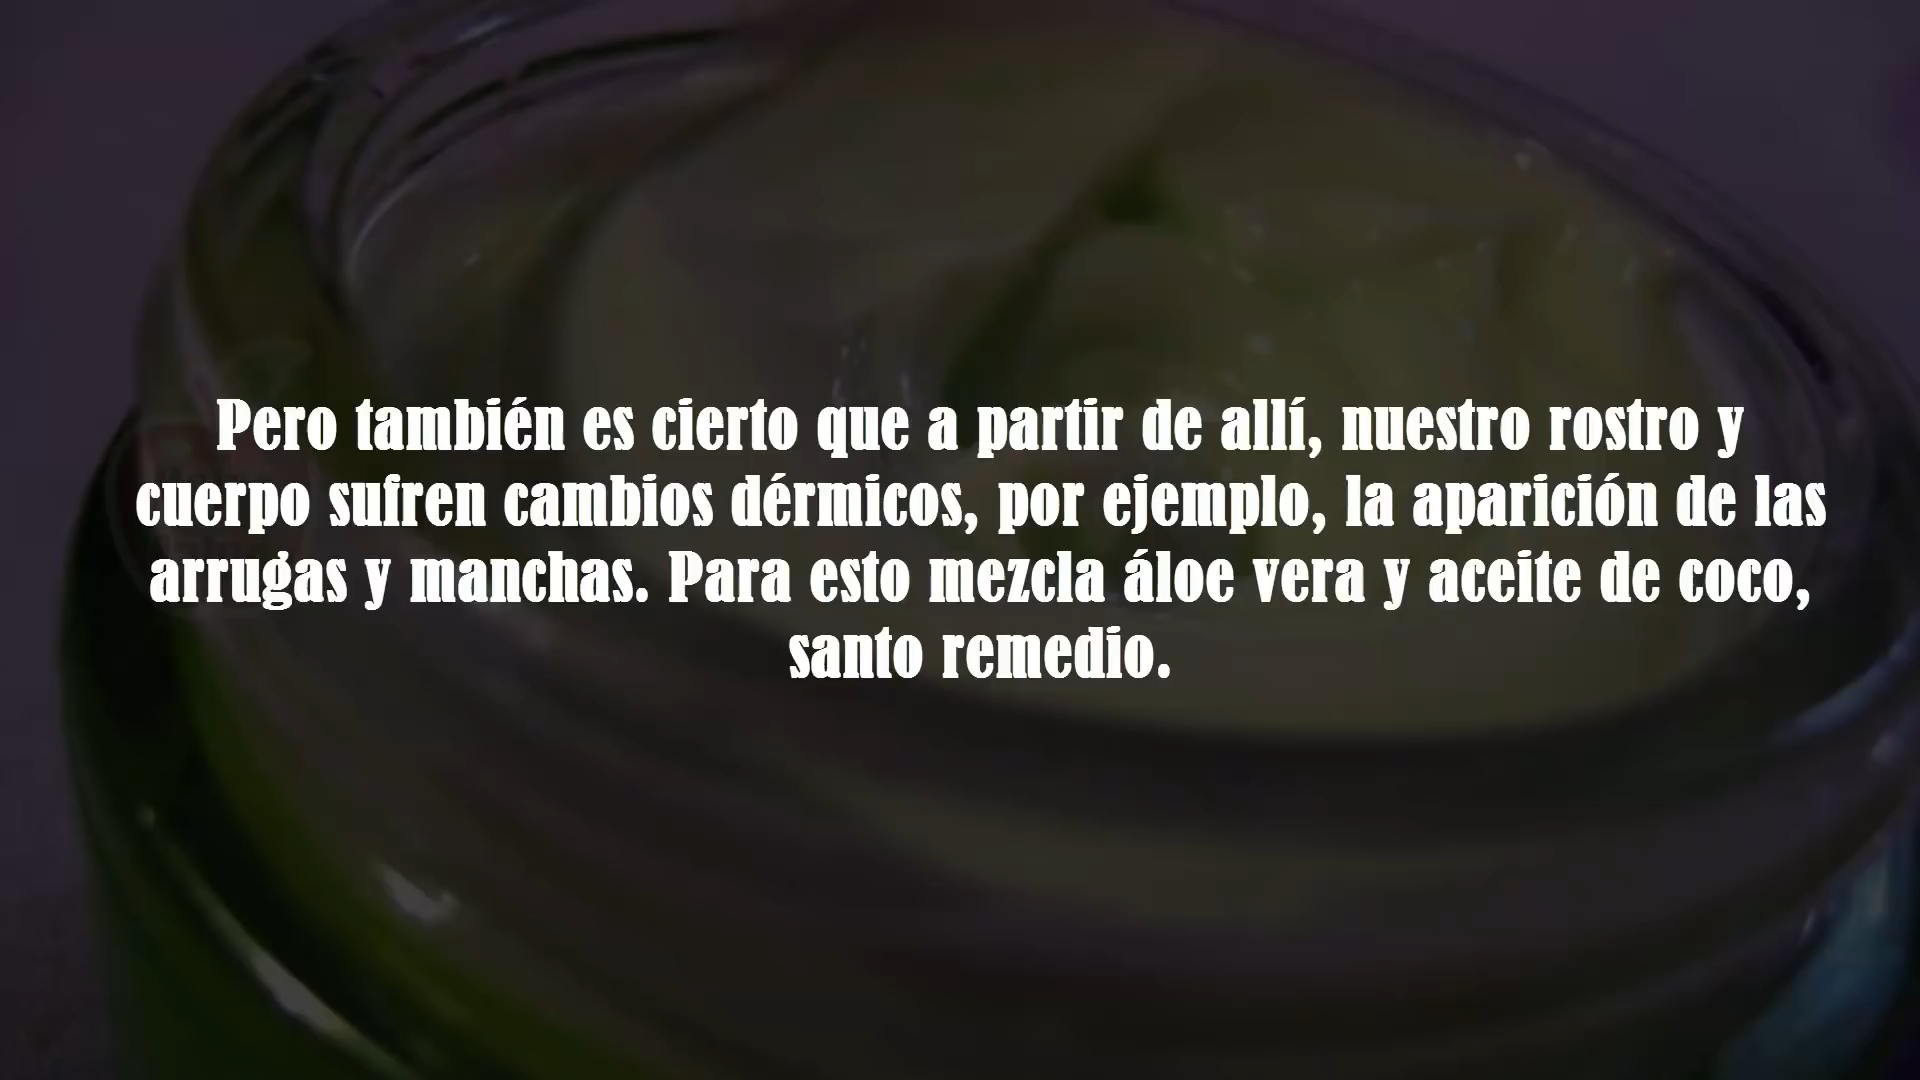 Pero también es cierto que a partir de allí, nuestro rostro y
cuerpo sufren cambios dérmicos, por ejemplo, la aparición de las
arrugas y manchas. Para esto mezcla áloe vera y aceite de coco,
santo remedio.